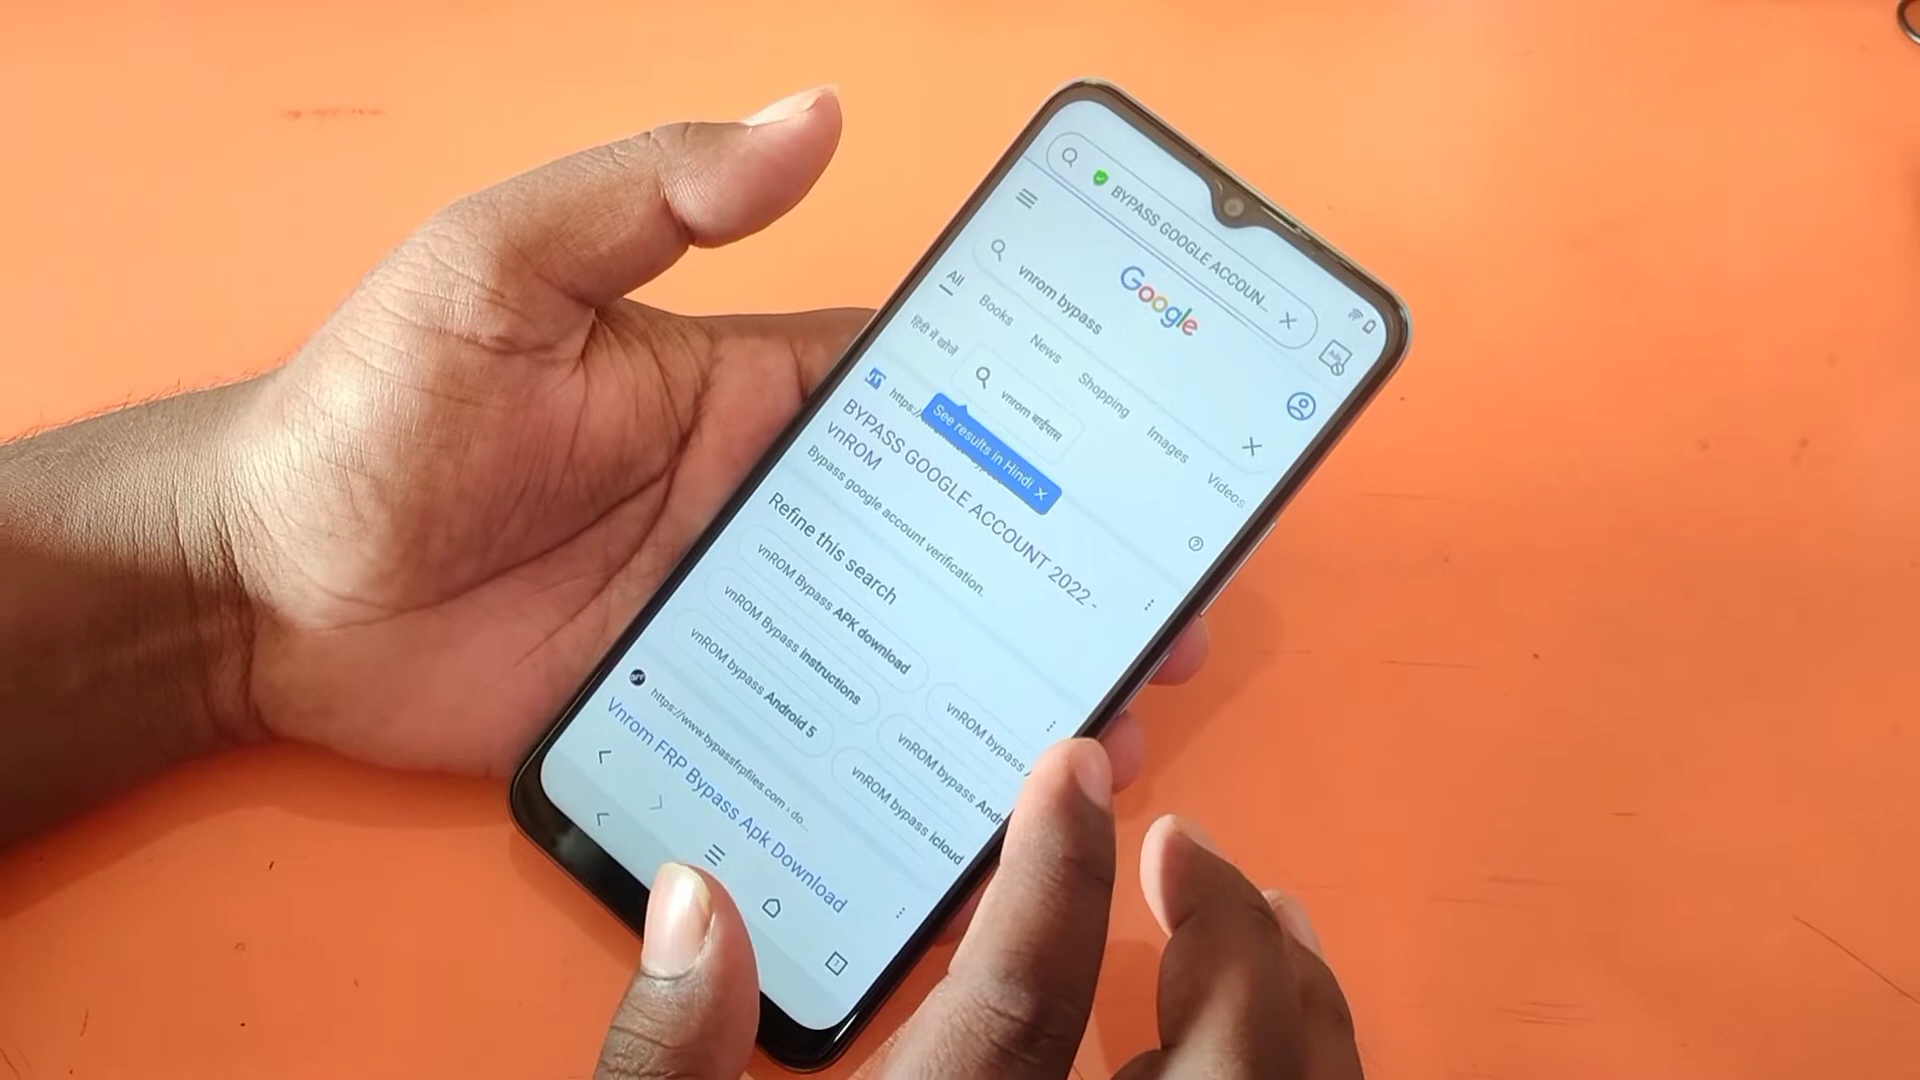 BYPASS GOOGLE ACCOUN...
Google
vnrom bypass
All Books News Shopping Images Videos
हिंदी में खोजें
vnrom बाईपास
See results in Hindi
https:/
BYPASS GOOGLE ACCOUNT 2022 -
vnROM
Bypass google account verification.
Refine this search
vnROM Bypass APK download
vnROM bypass
vnROM Bypass instructions
vnROM bypass Andr
vnROM bypass Android 5
vnROM bypass icloud
https://www.bypassfrpfiles.com › do...
Vnrom FRP Bypass Apk Download